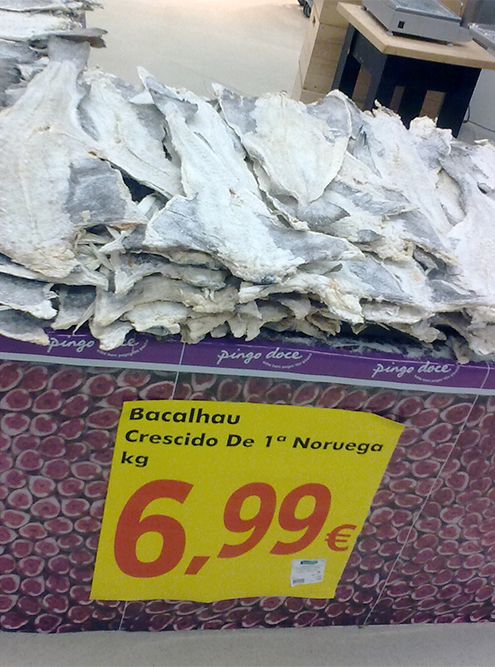 pingo doce
pingo doce
pingo doce
Bacalhau
Crescido De 1ª Noruega
kg
6,99€